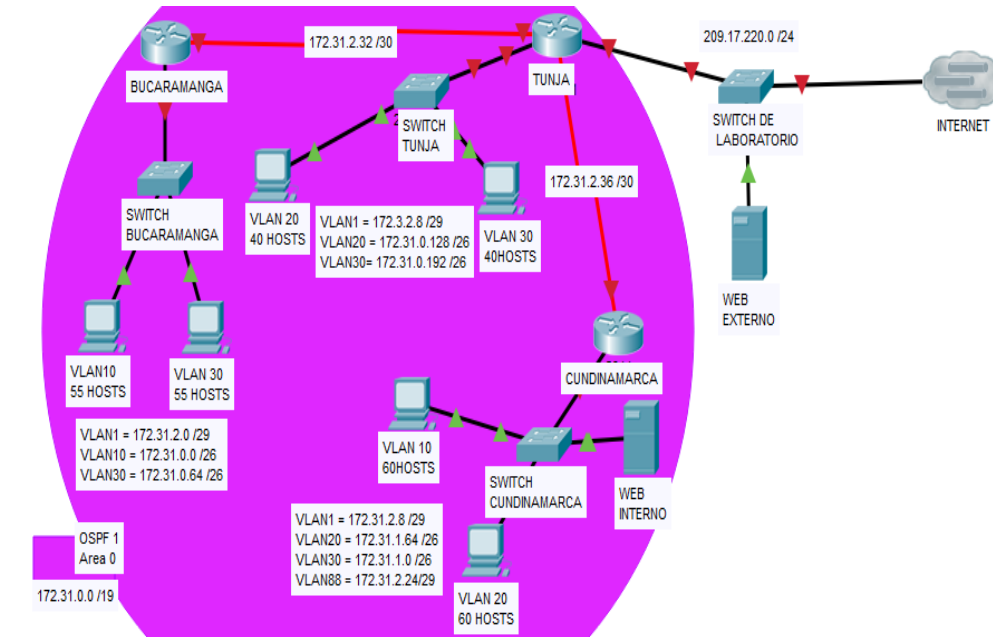 172.31.2.32 /30
209.17.220.0 /24
BUCARAMANGA
TUNJA
INTERNET
SWITCH
TUNJA
SWITCH DE
LABORATORIO
172.31.2.36 /30
SWITCH
BUCARAMANGA
VLAN 20
40 HOSTS
VLAN1 = 172.3.2.8 /29
VLAN20 = 172.31.0.128 /26
VLAN30= 172.31.0.192 /26
VLAN 30
40HOSTS
WEB
EXTERNO
VLAN10
55 HOSTS
VLAN 30
55 HOSTS
CUNDINAMARCA
VLAN1 = 172.31.2.0 /29
VLAN10 = 172.31.0.0 /26
VLAN30 = 172.31.0.64 /26
VLAN 10
60HOSTS
SWITCH
CUNDINAMARCA
WEB
INTERNO
VLAN1 = 172.31.2.8 /29
VLAN20 = 172.31.1.64 /26
VLAN30 = 172.31.1.0 /26
VLAN88 = 172.31.2.24/29
OSPF 1
Area 0
172.31.0.0 /19
VLAN 20
60 HOSTS